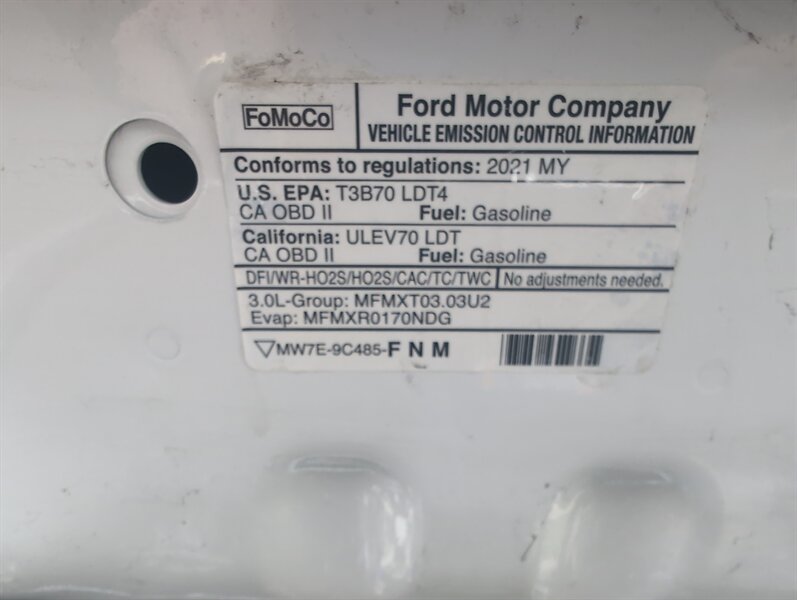 FoMoCo
Ford Motor Company
VEHICLE EMISSION CONTROL INFORMATION
Conforms to regulations: 2021 MY
U.S. EPA: T3B70 LDT4
CA OBD II Fuel: Gasoline
California: ULEV70 LDT
CA OBD II Fuel: Gasoline
DFI/WR-HO2S/HO2S/CAC/TC/TWC No adjustments needed.
3.0L-Group: MFMXT03.03U2
Evap: MFMXR0170NDG
MW7E-9C485-F N M